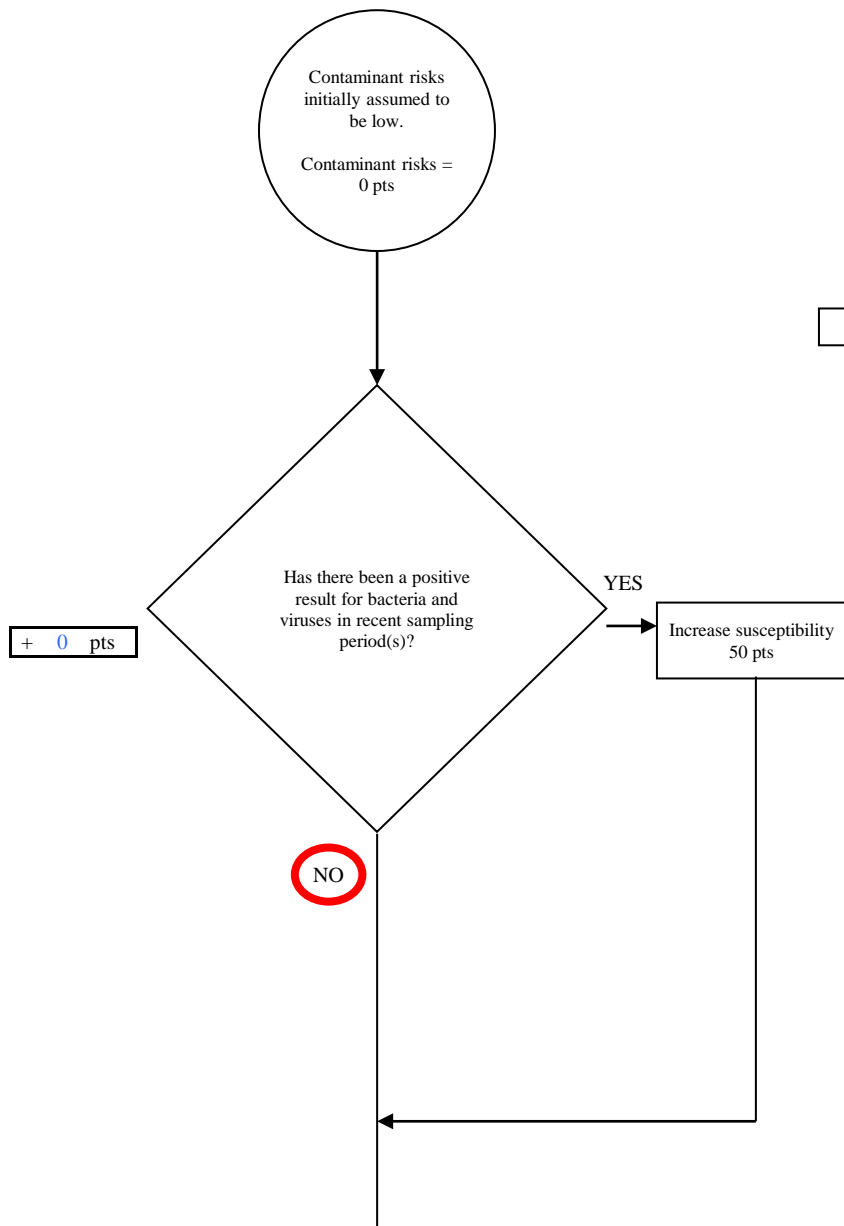 Contaminant risks
initially assumed to
be low.
Contaminant risks =
0 pts
Has there been a positive
result for bacteria and
viruses in recent sampling
period(s)?
YES
Increase susceptibility
50 pts
+ 0 pts
NO